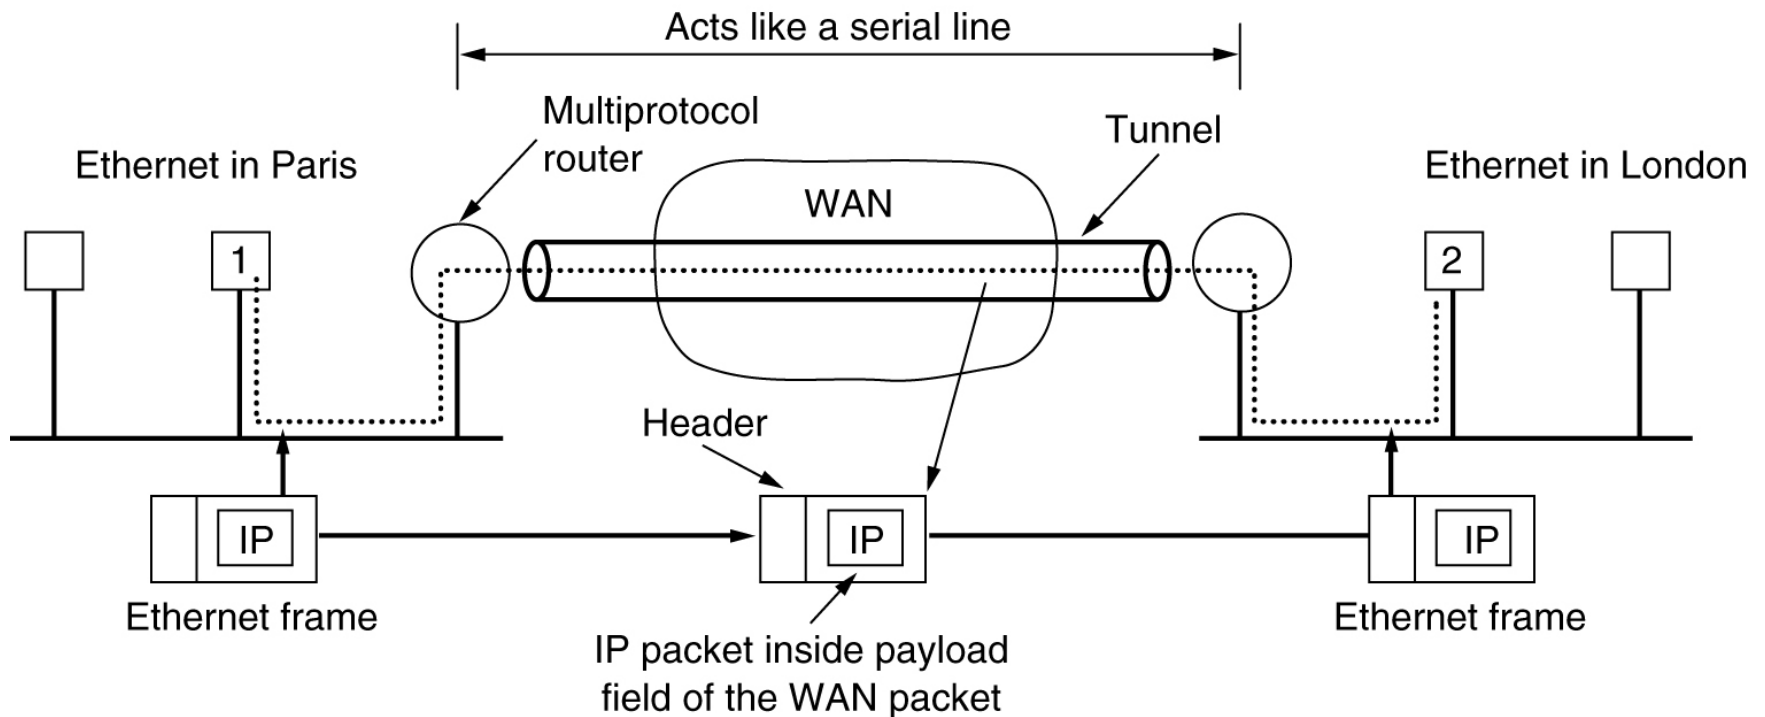 Acts like a serial line
Multiprotocol
router
Tunnel
Ethernet in Paris
Ethernet in London
WAN
1
2
Header
IP
IP
IP
Ethernet frame
Ethernet frame
IP packet inside payload
field of the WAN packet